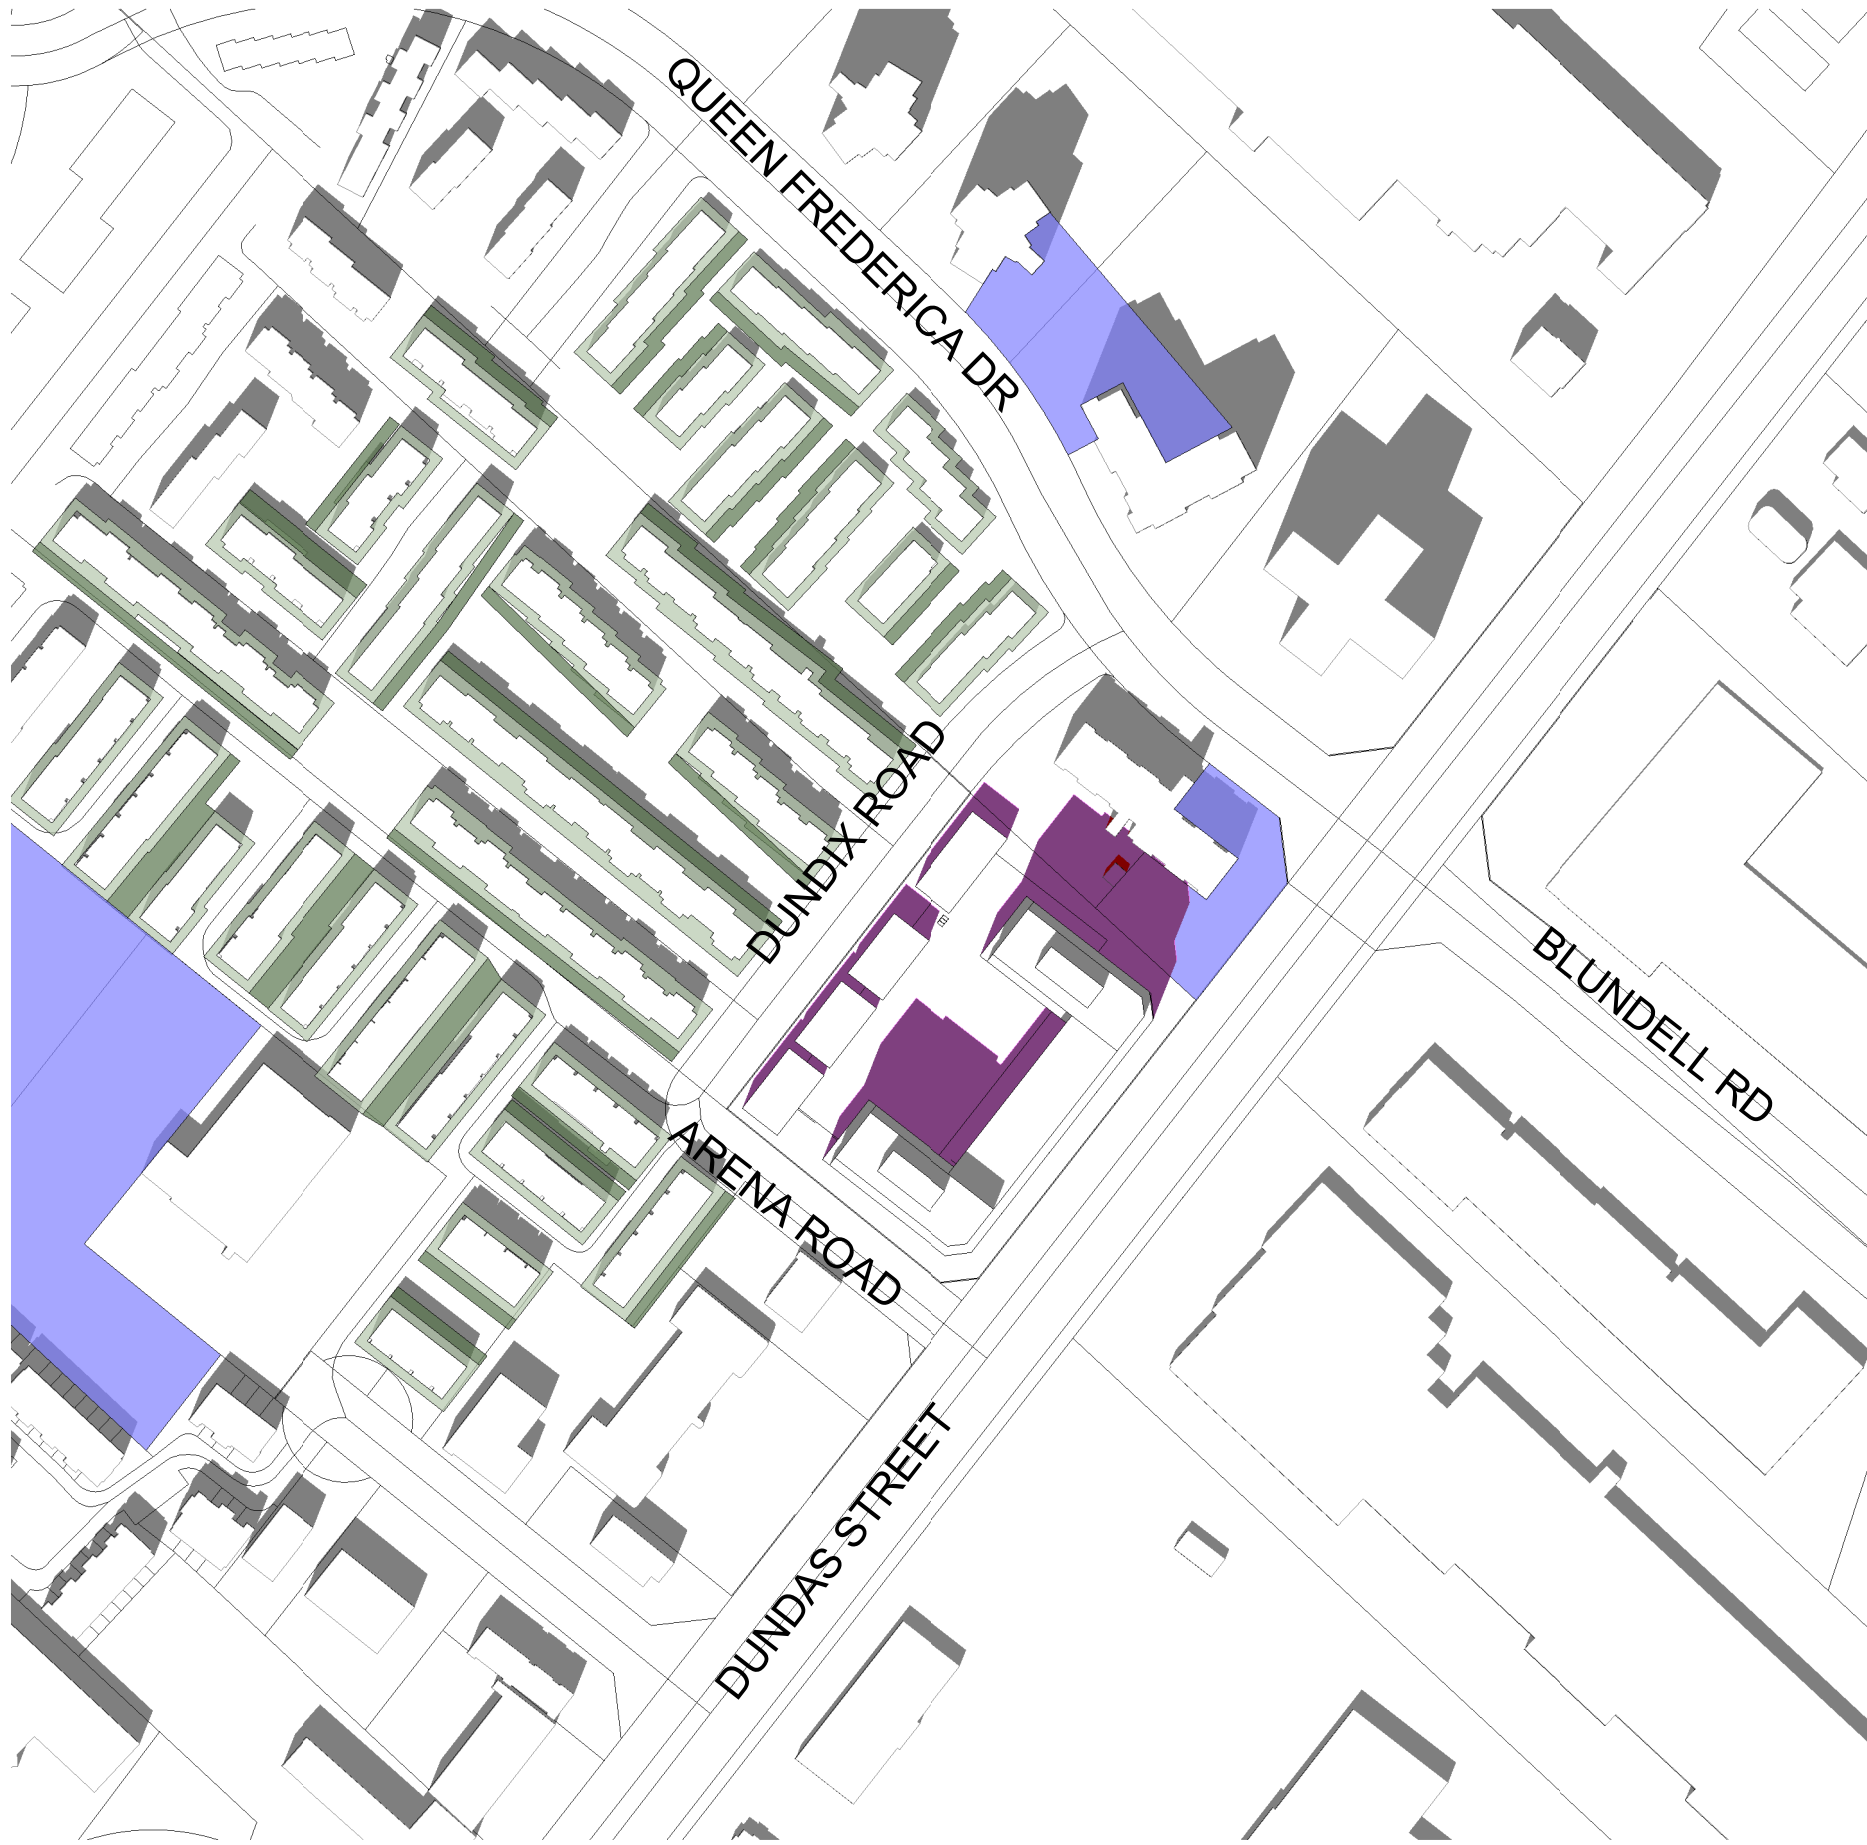 QUEEN FREDERICA DR
DUNDIX ROAD
BLUNDELL RD
ARENA ROAD
DUNDAS STREET